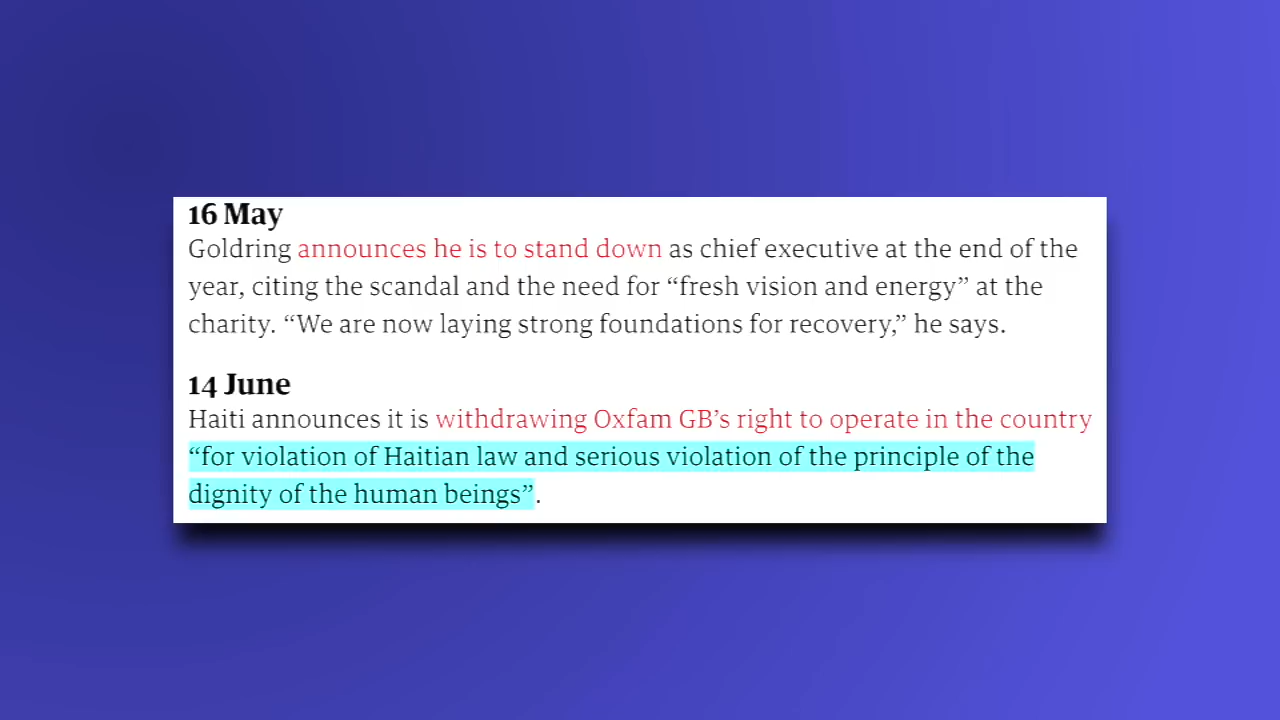 16 May
Goldring announces he is to stand down as chief executive at the end of the
year, citing the scandal and the need for “fresh vision and energy” at the
charity. “We are now laying strong foundations for recovery,” he says.
14 June
Haiti announces it is withdrawing Oxfam GB’s right to operate in the country
“for violation of Haitian law and serious violation of the principle of the
dignity of the human beings”.